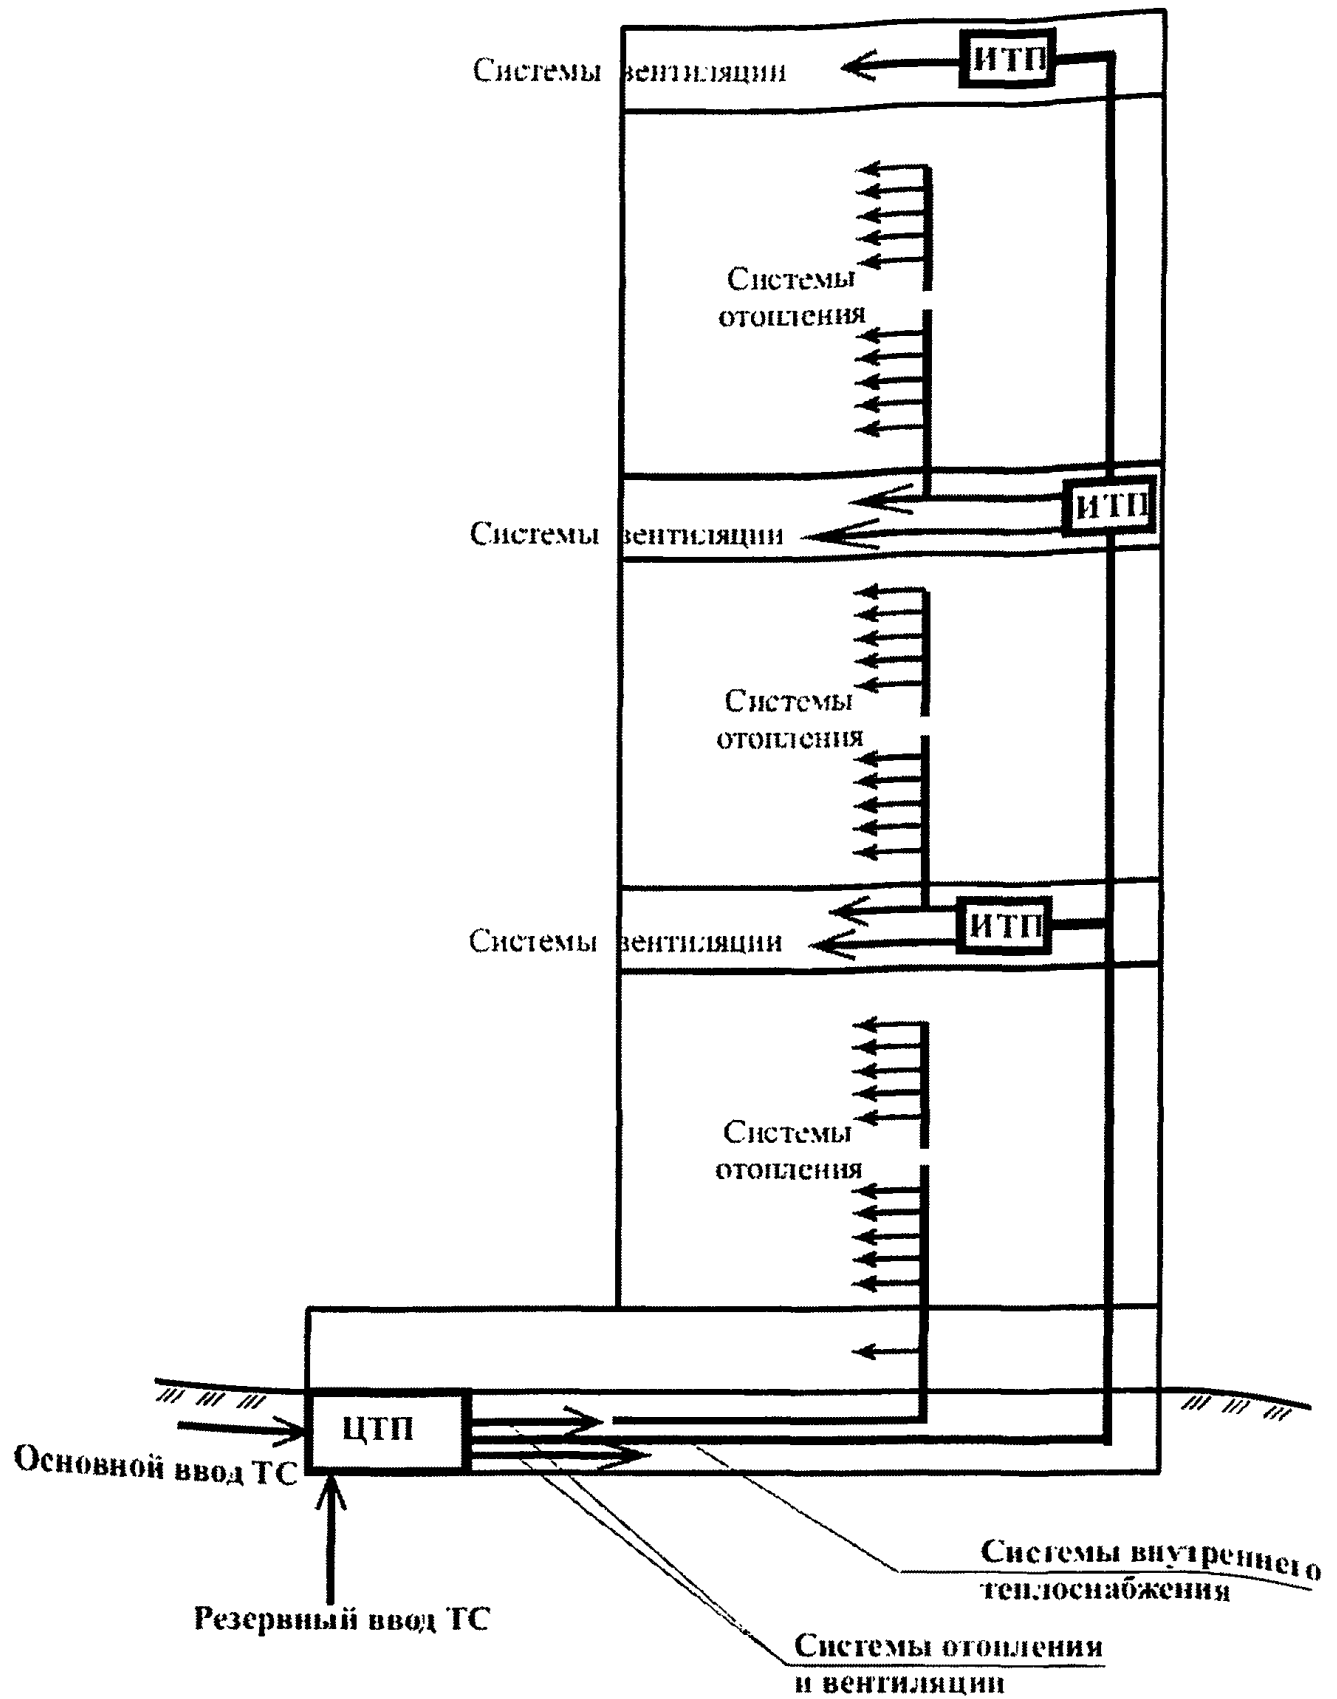 Системы вентиляции
ИТП
Системы
отопления
ИТП
Системы вентиляции
Системы
отопления
Системы вентиляции
ИТП
Системы
отопления
ЦТП
Основной ввод ТС
Резервный ввод ТС
Системы внутреннего
теплоснабжения
Системы отопления
и вентиляции